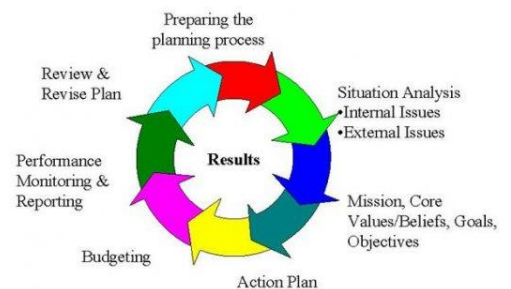 Preparing the
planning process
Situation Analysis
•Internal Issues
•External Issues
Mission, Core
Values/Beliefs, Goals,
Objectives
Action Plan
Budgeting
Performance
Monitoring &
Reporting
Review &
Revise Plan
Results